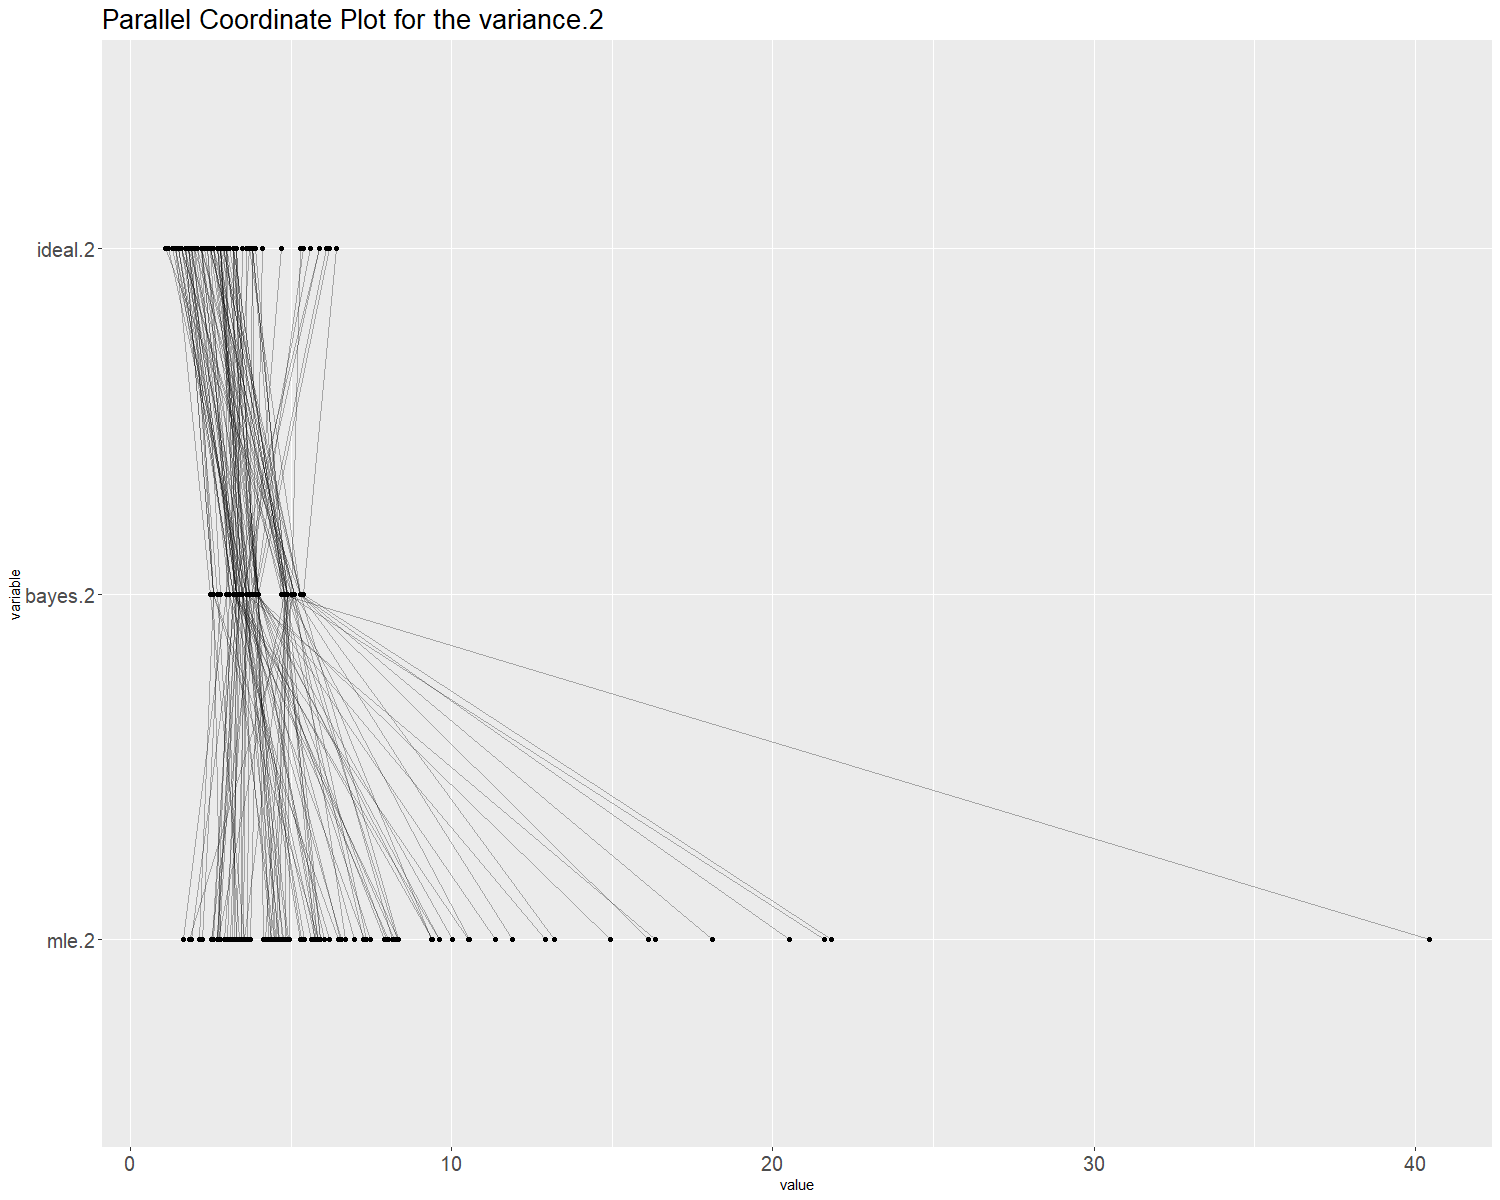 Parallel Coordinate Plot for the variance.2
ideal.2
bayes.2
mle.2
variable
0 10 20 30 40
value